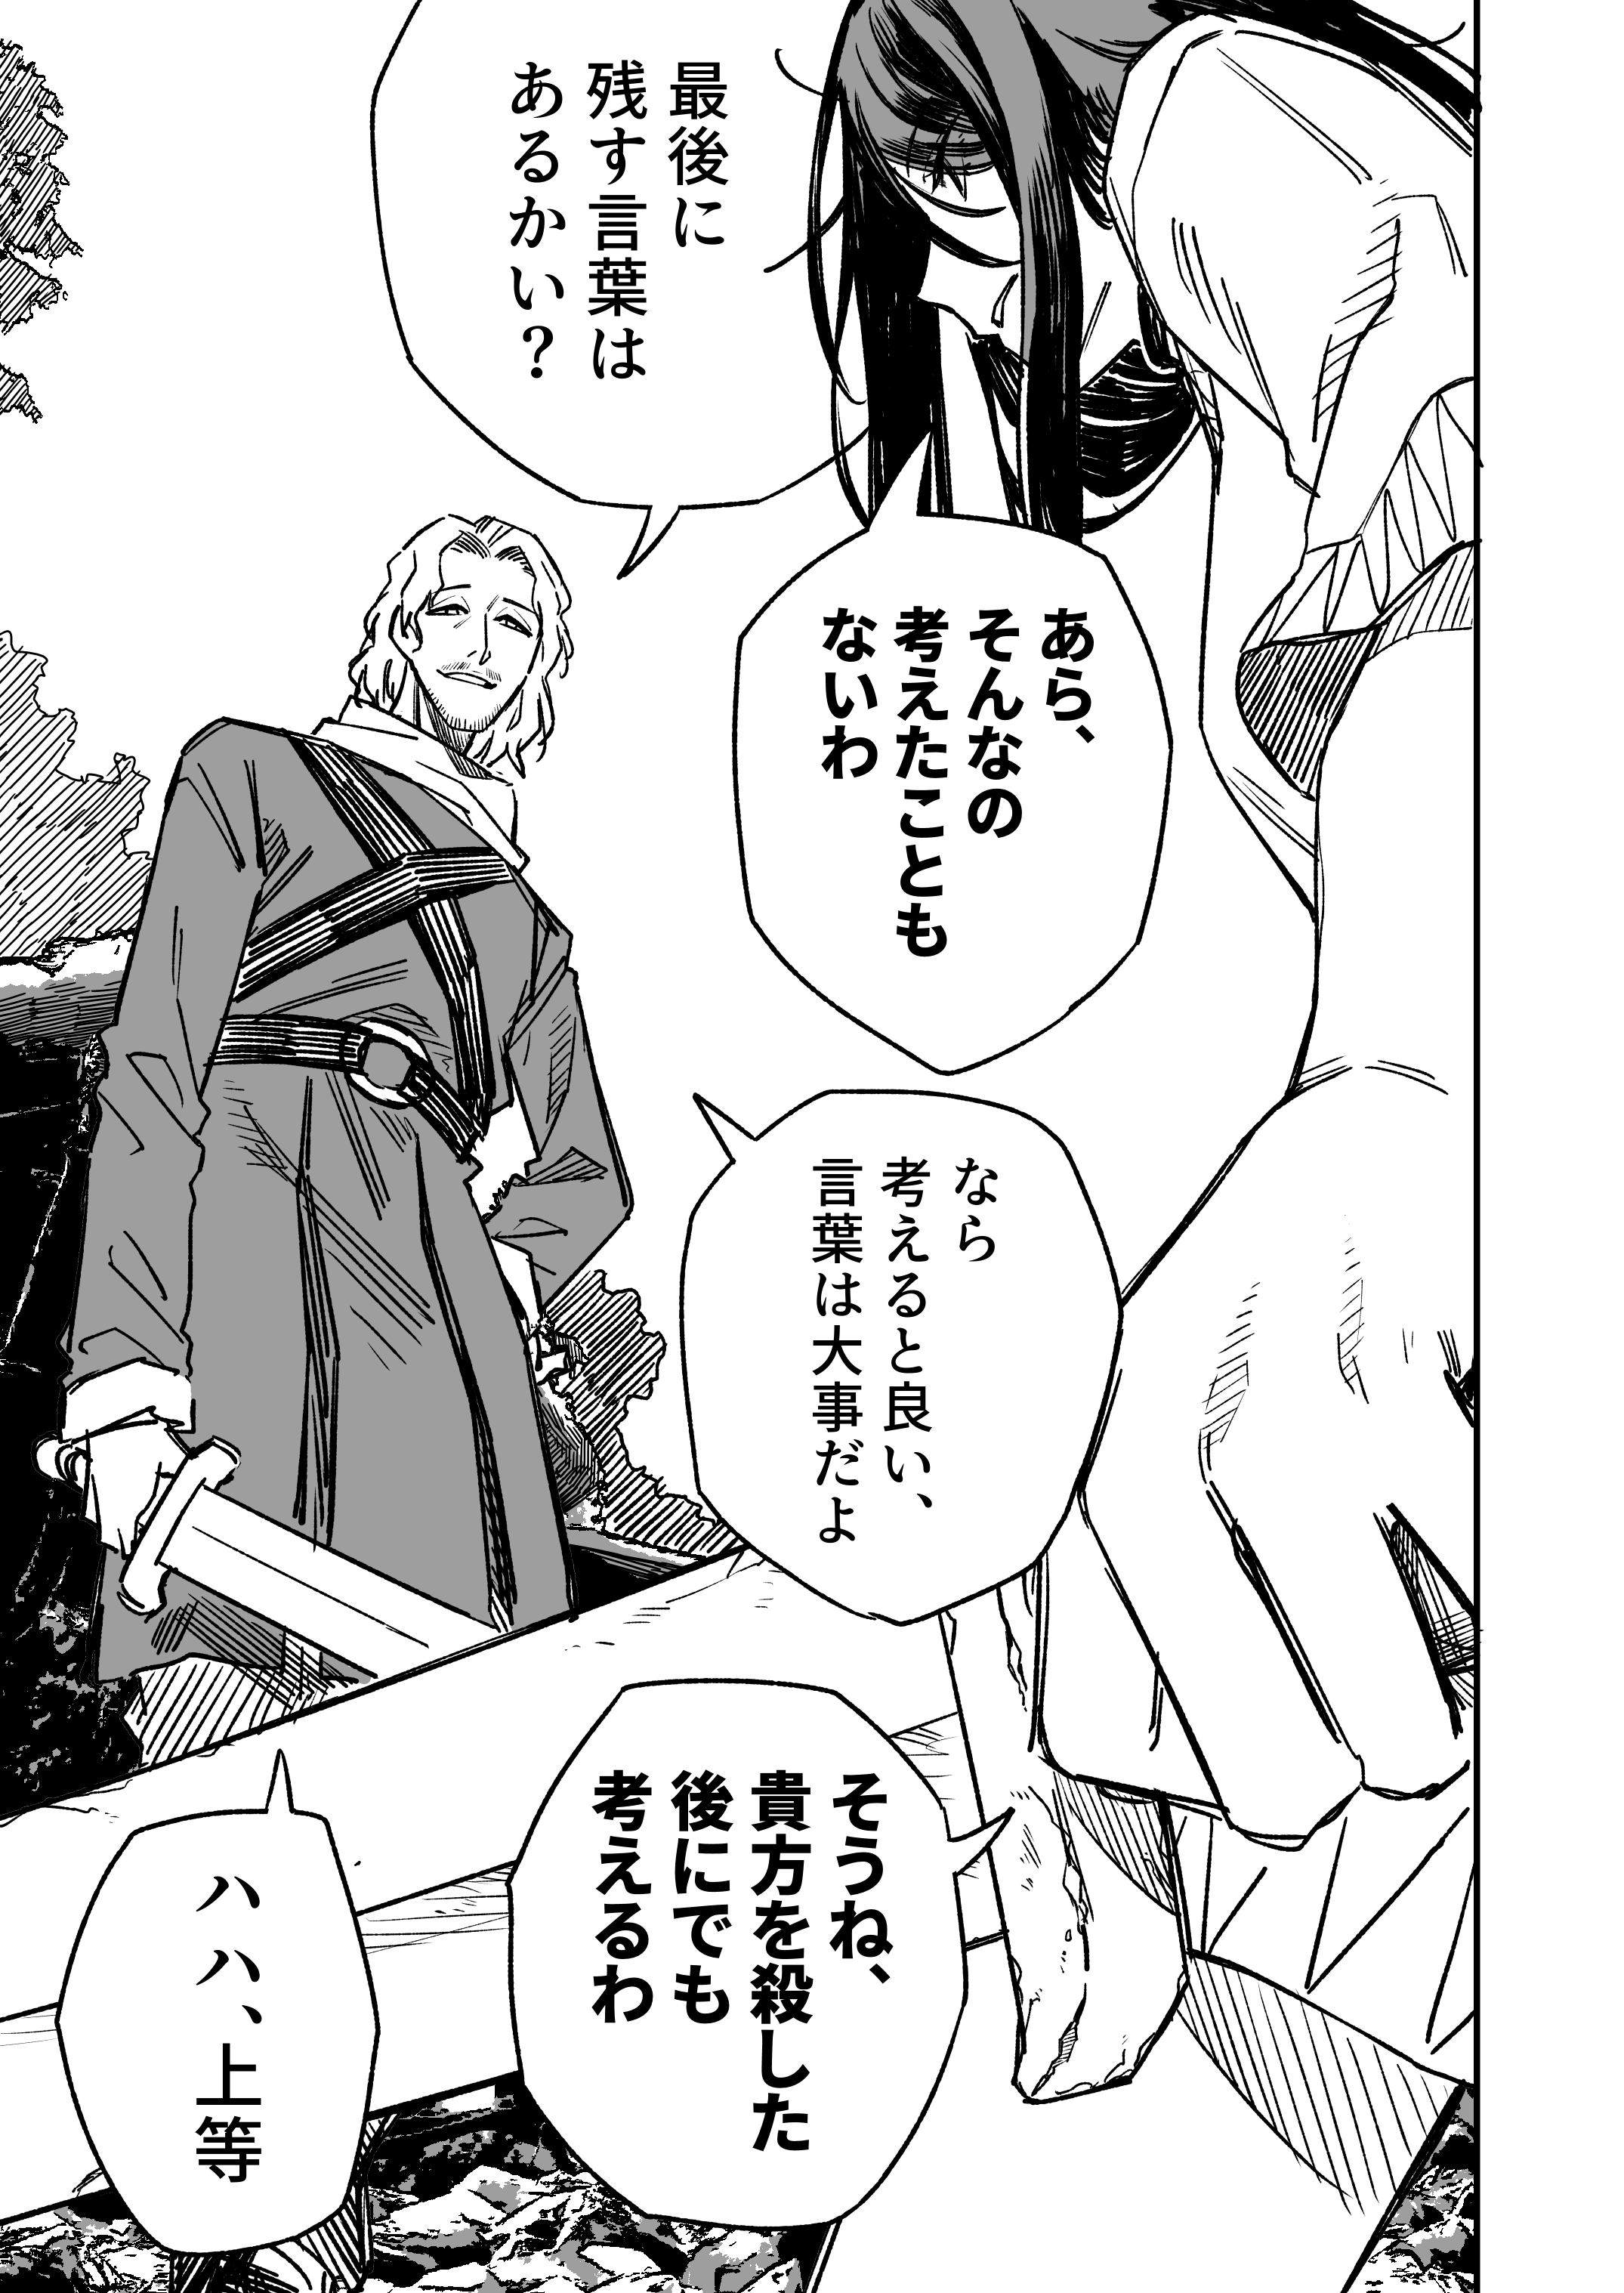 最後に
残す言葉は
あるかい？
あら、
そんなの
考えたことも
ないわ
なら
考えると良い、
言葉は大事だよ
そうね、
貴方を殺した
後にでも
考えるわ
ハハ、上等